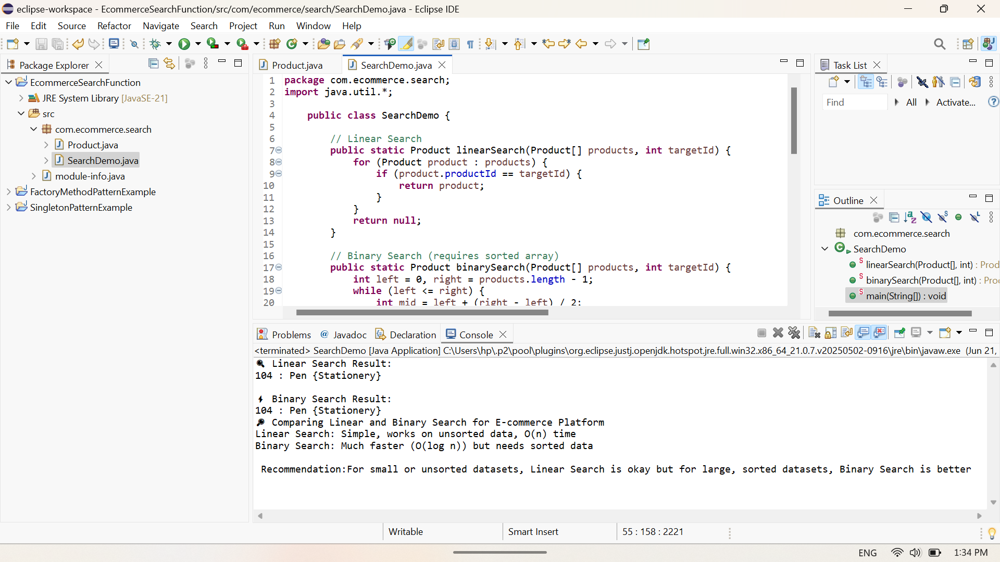 eclipse-workspace - EcommerceSearchFunction/src/com/ecommerce/search/SearchDemo.java - Eclipse IDE
File Edit Source Refactor Navigate Search Project Run Window Help
Package Explorer
EcommerceSearchFunction
JRE System Library [JavaSE-21]
src
com.ecommerce.search
Product.java
SearchDemo.java
module-info.java
FactoryMethodPatternExample
SingletonPatternExample
Product.java SearchDemo.java
1 package com.ecommerce.search;
2 import java.util.*;
3
4 public class SearchDemo {
5
6 // Linear Search
7 public static Product linearSearch(Product[] products, int targetId) {
8 for (Product product : products) {
9 if (product.productId == targetId) {
10 return product;
11 }
12 }
13 return null;
14 }
15
16 // Binary Search (requires sorted array)
17 public static Product binarySearch(Product[] products, int targetId) {
18 int left = 0, right = products.length - 1;
19 while (left <= right) {
20 int mid = left + (right - left) / 2;
Task List
Find All Activate...
Outline
com.ecommerce.search
SearchDemo
linearSearch(Product[], int) : Prod
binarySearch(Product[], int) : Pro
main(String[]) : void
Problems @ Javadoc Declaration Console
<terminated> SearchDemo [Java Application] C:\Users\hp\.p2\pool\plugins\org.eclipse.justj.openjdk.hotspot.jre.full.win32.x86_64_21.0.7.v20250502-0916\jre\bin\javaw.exe (Jun 21,
🔍 Linear Search Result:
104 : Pen {Stationery}

⚡ Binary Search Result:
104 : Pen {Stationery}
🔎 Comparing Linear and Binary Search for E-commerce Platform
Linear Search: Simple, works on unsorted data, O(n) time
Binary Search: Much faster (O(log n)) but needs sorted data

Recommendation:For small or unsorted datasets, Linear Search is okay but for large, sorted datasets, Binary Search is better
Writable Smart Insert 55 : 158 : 2221
ENG 1:34 PM